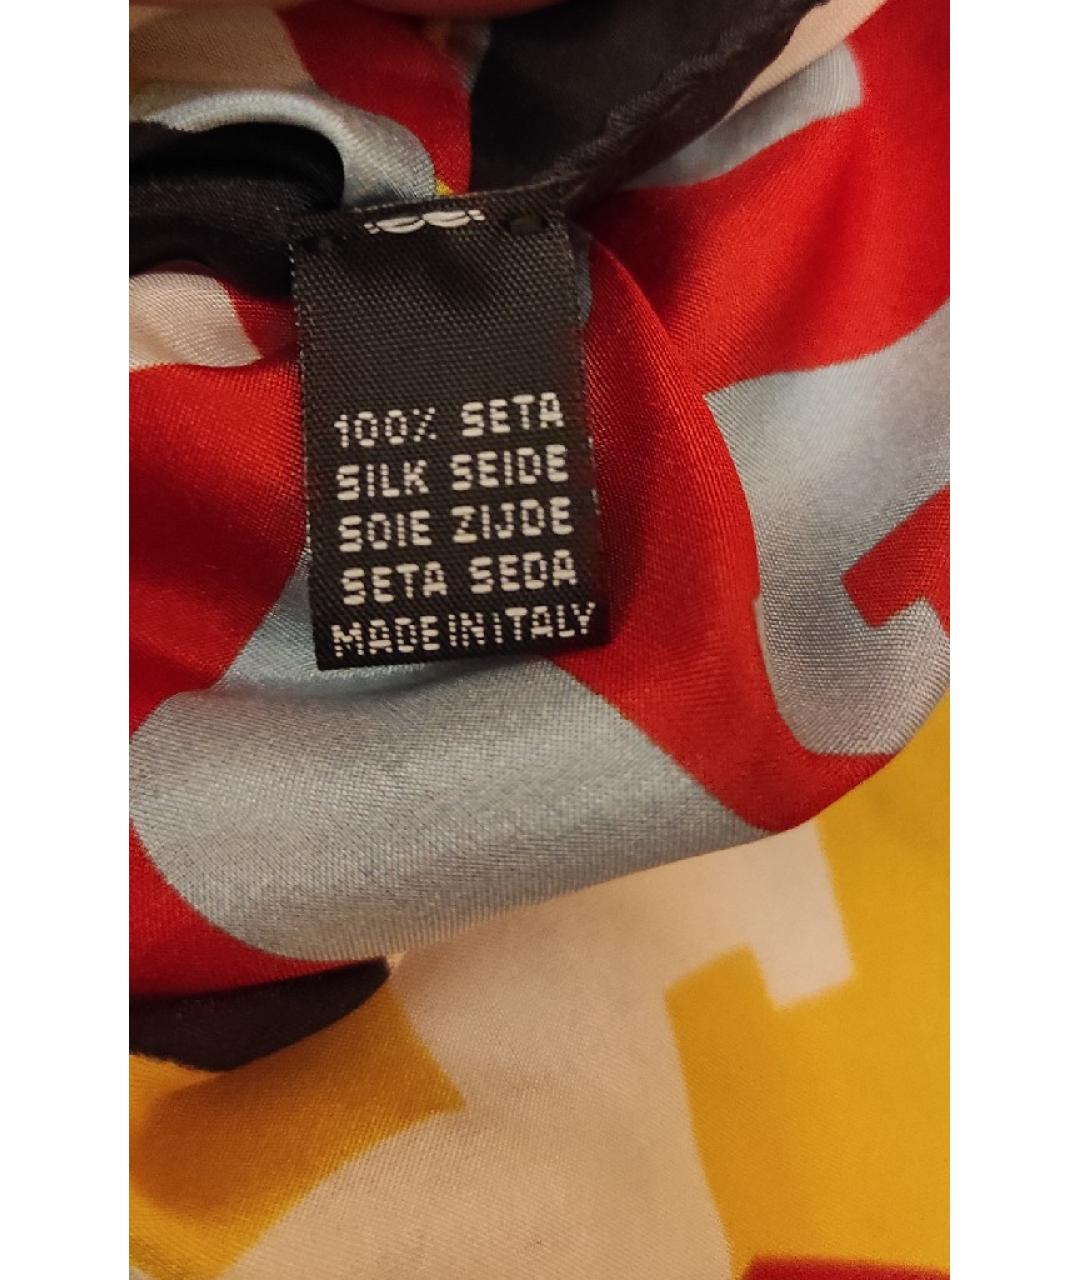 100% SETA
SILK SEIDE
SOIE ZIJDE
SETA SEDA
MADE IN ITALY